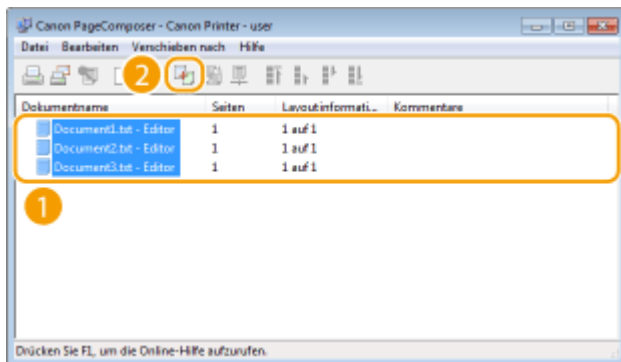 Canon PageComposer - Canon Printer - user
Datei Bearbeiten Verschieben nach Hilfe
2
Dokumentname Seiten Layoutinformati... Kommentare
Document1.txt - Editor 1 1 auf 1
Document2.txt - Editor 1 1 auf 1
Document3.txt - Editor 1 1 auf 1
1
Drücken Sie F1, um die Online-Hilfe aufzurufen.